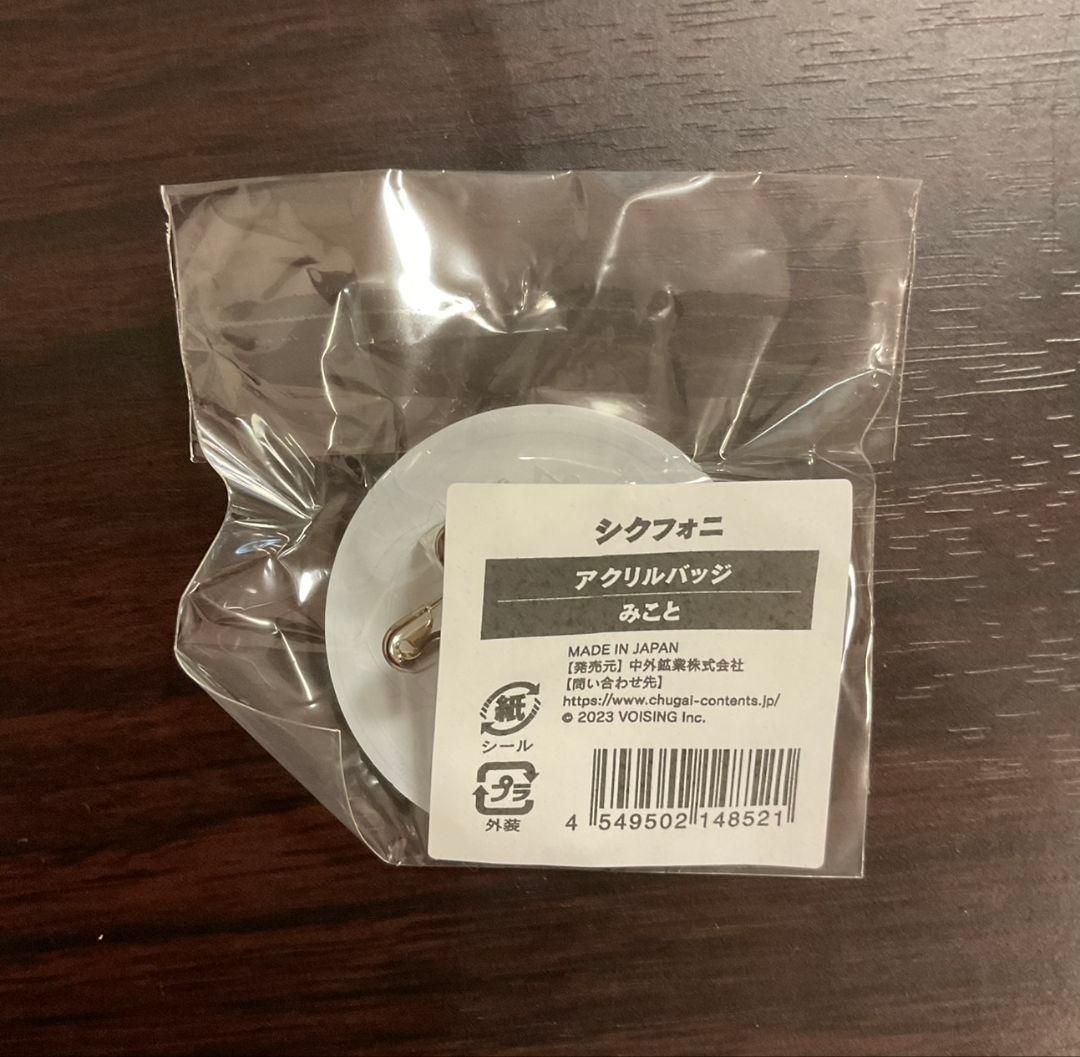 シクフォニ
アクリルバッジ
みこと
MADE IN JAPAN
【発売元】中外鉱業株式会社
【問い合わせ先】
https://www.chugai-contents.jp/
© 2023 VOISING Inc.
紙
シール
プラ
外装
4 549502 148521